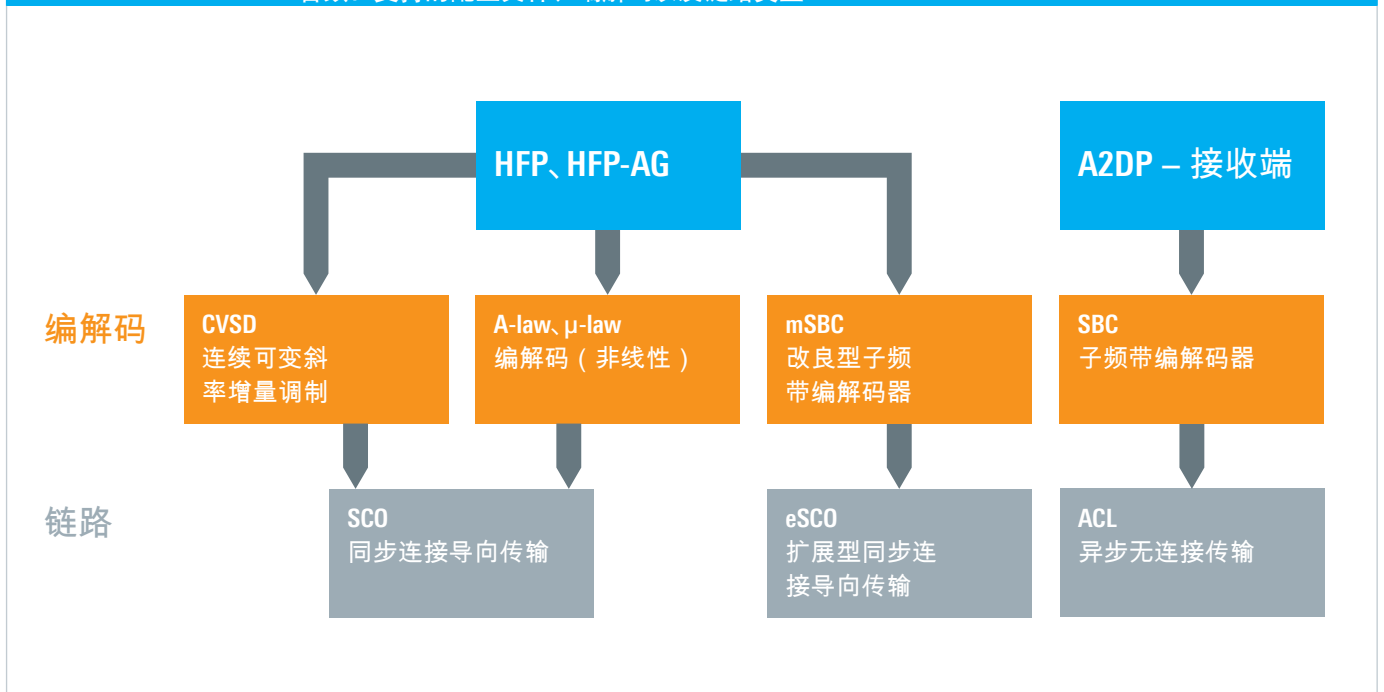 HFP、HFP-AG
A2DP – 接收端
编解码
CVSD
连续可变斜
率增量调制
A-law、µ-law
编解码（非线性）
mSBC
改良型子频
带编解码器
SBC
子频带编解码器
链路
SCO
同步连接导向传输
eSCO
扩展型同步连
接导向传输
ACL
异步无连接传输